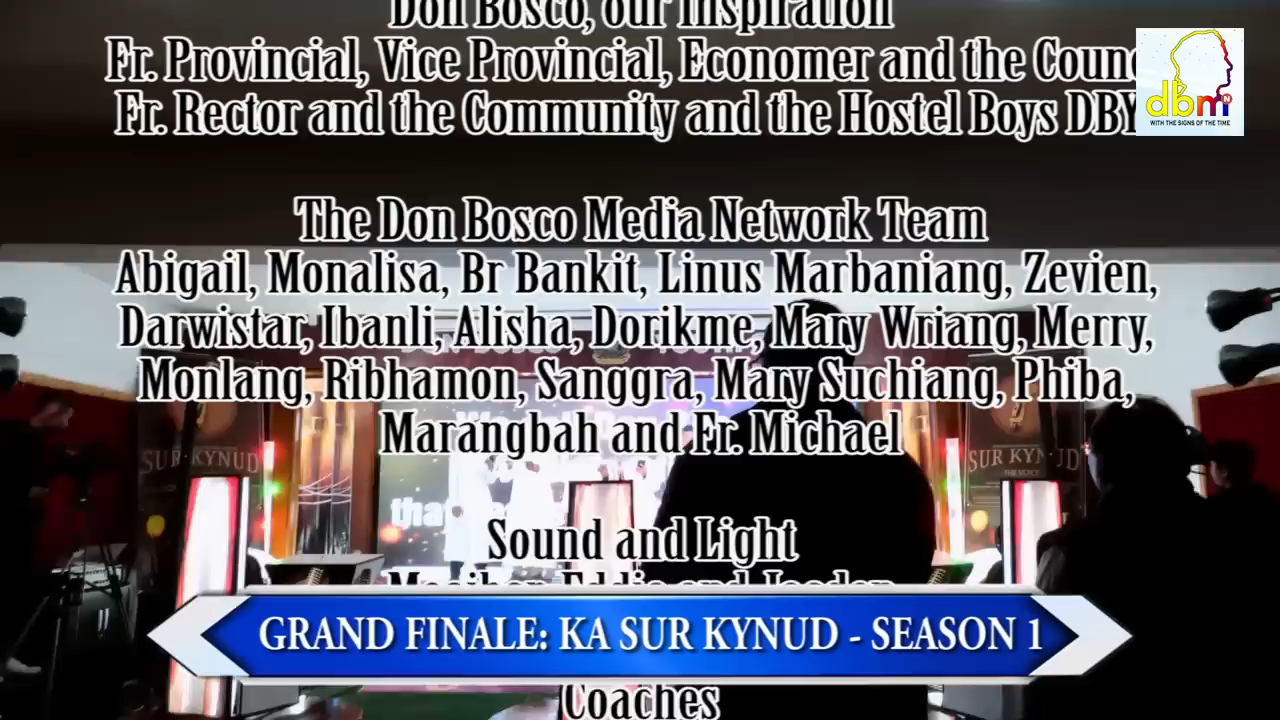 Don Bosco, our Inspiration
Fr. Provincial, Vice Provincial, Economer and the
Fr. Rector and the Community and the Hostel Boys DBY
dbm
N
WITH THE SIGNS OF THE TIME
The Don Bosco Media Network Team
Abigail, Monalisa, Br Bankit, Linus Marbaniang, Zevien,
Darwistar, Ibanli, Alisha, Dorikme, Mary Wriang, Merry,
Monlang, Ribhamon, Sanggra, Mary Suchiang, Phiba,
Marangbah and Fr. Michael
SUR KYNUD
SUR KYNUD
Sound and Light
GRAND FINALE: KA SUR KYNUD - SEASON 1
Coaches